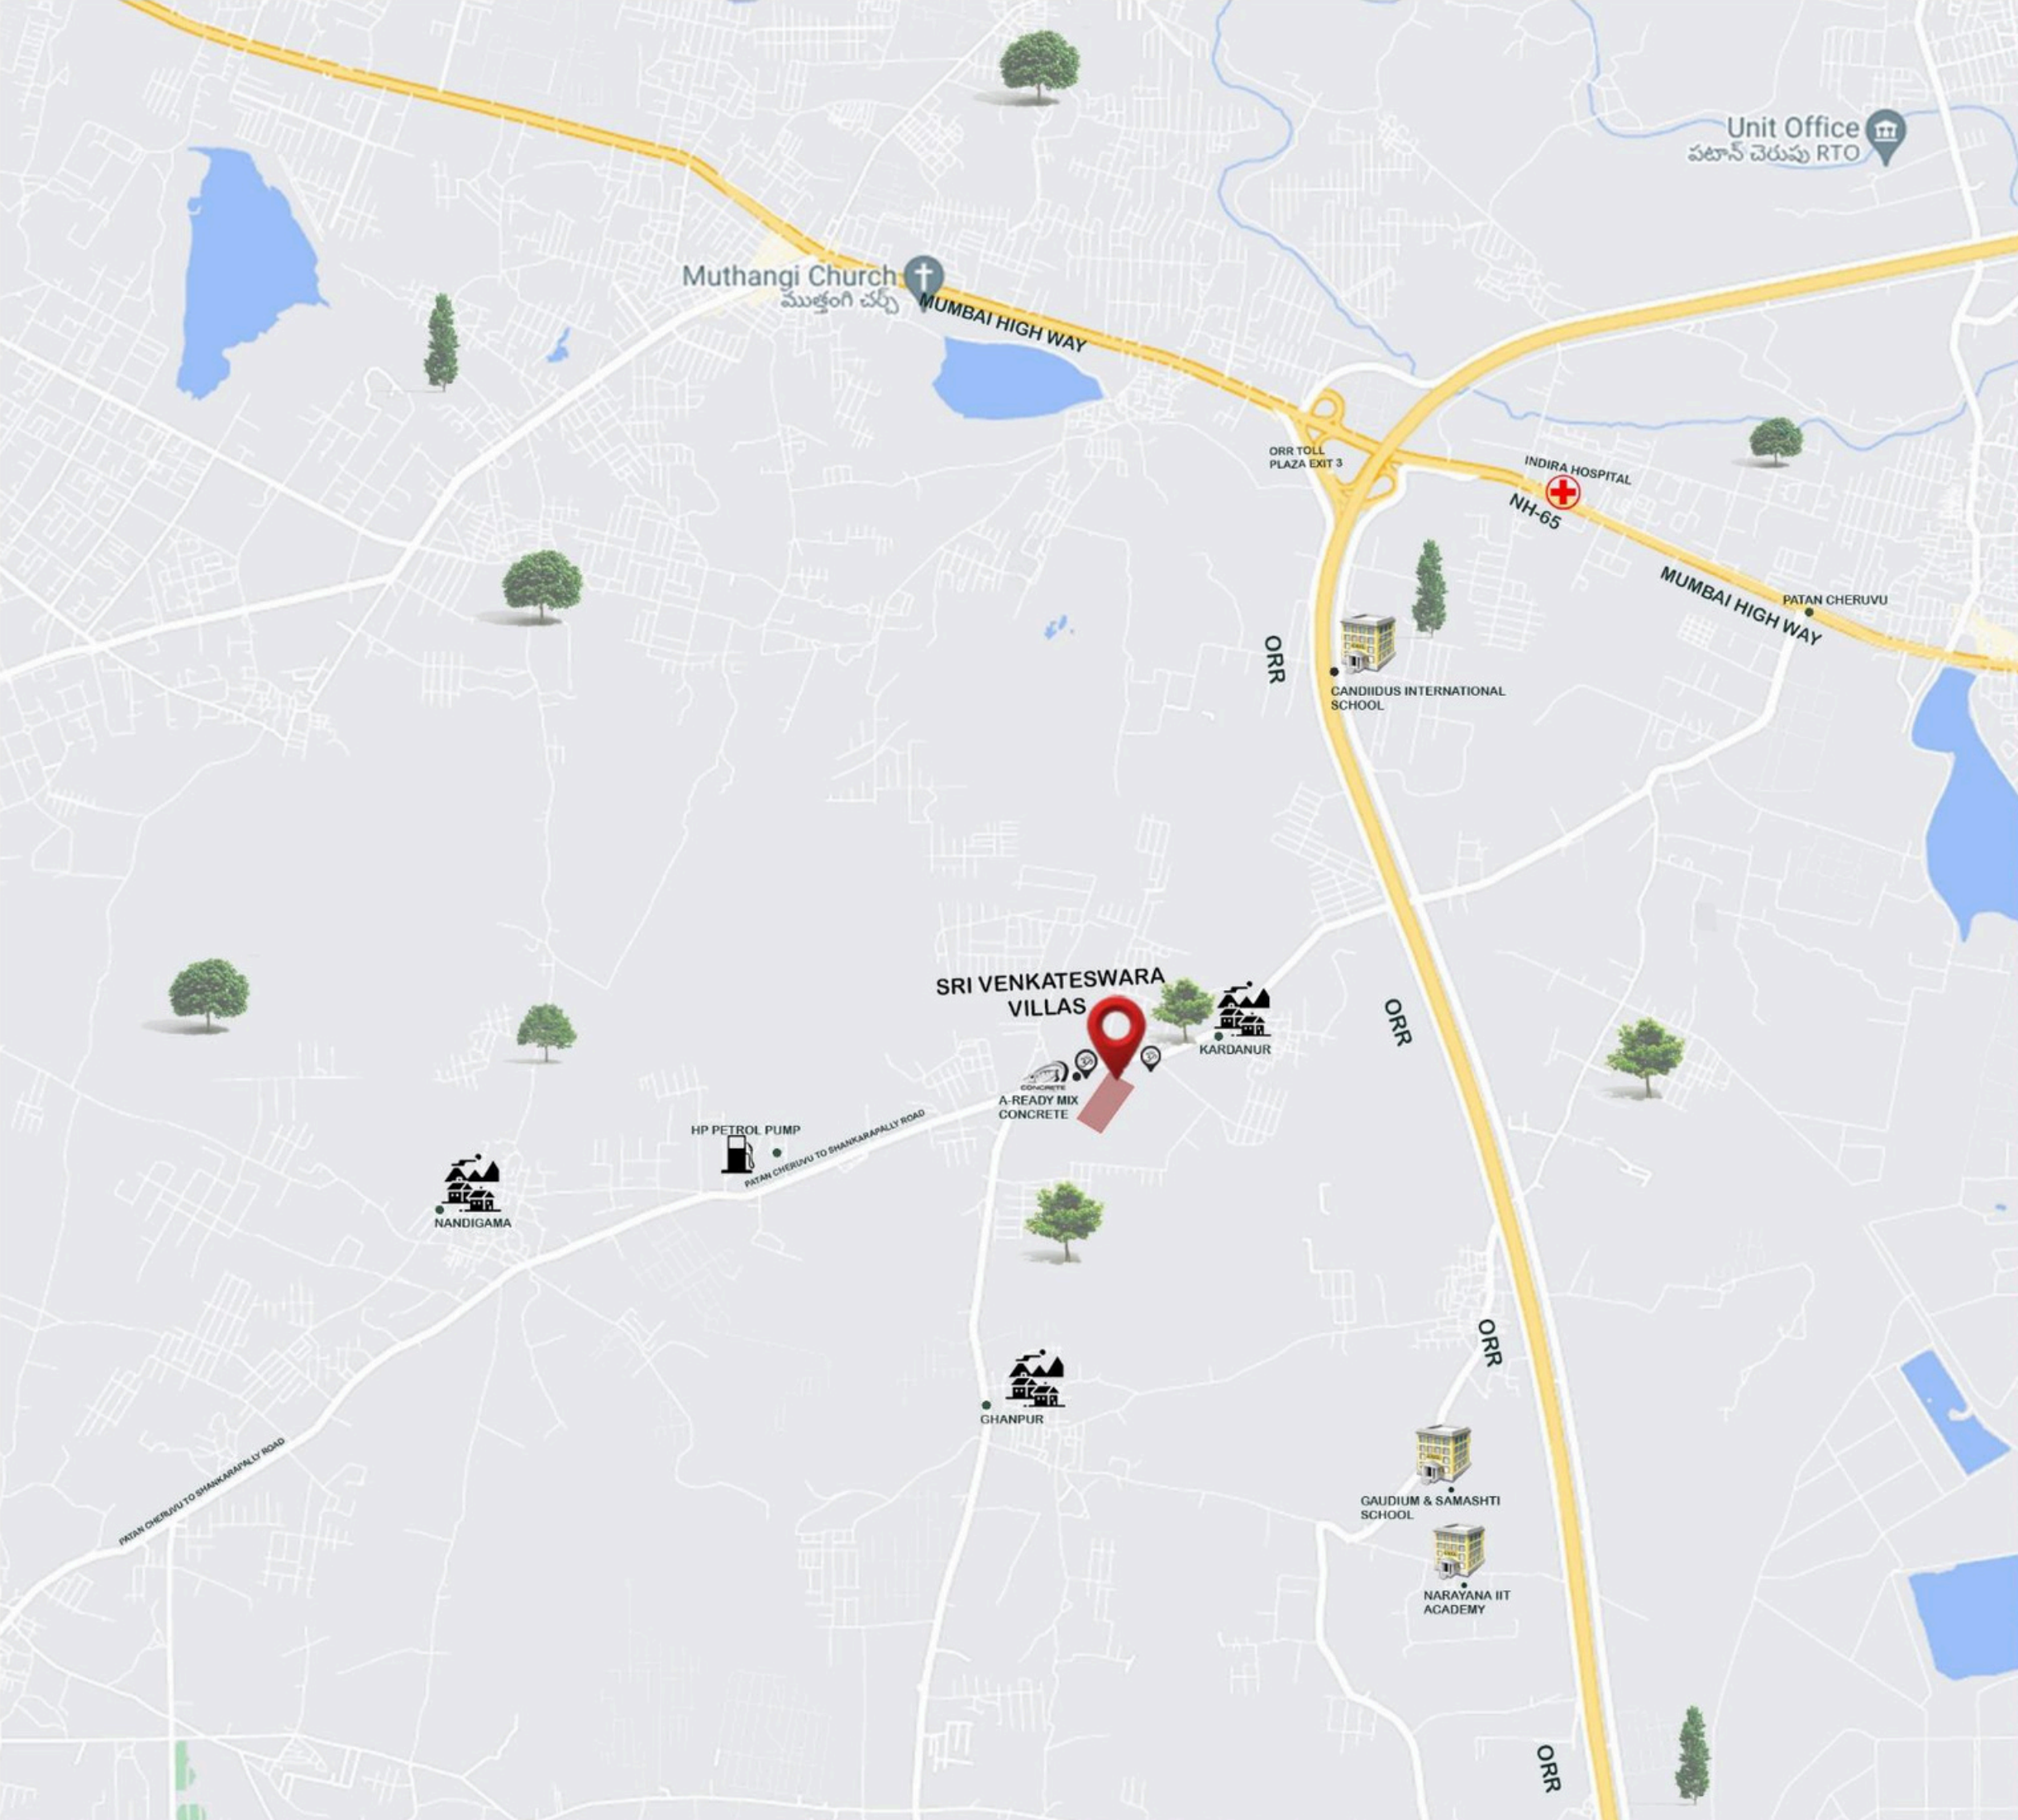 Unit Office
పటాన్ చెరువు RTO
Muthangi Church
ముత్తంగి చర్చ్
MUMBAI HIGH WAY
ORR TOLL
PLAZA EXIT 3
INDIRA HOSPITAL
NH-65
MUMBAI HIGH WAY
PATAN CHERUVU
ORR
CANDIIDUS INTERNATIONAL
SCHOOL
SRI VENKATESWARA
VILLAS
ORR
KARDANUR
CONCRETE
A-READY MIX
CONCRETE
HP PETROL PUMP
PATAN CHERUVU TO SHANKARAPALLY ROAD
NANDIGAMA
ORR
GHANPUR
PATAN CHERUVU TO SHANKARAPALLY ROAD
GAUDIUM & SAMASHTI
SCHOOL
NARAYANA IIT
ACADEMY
ORR